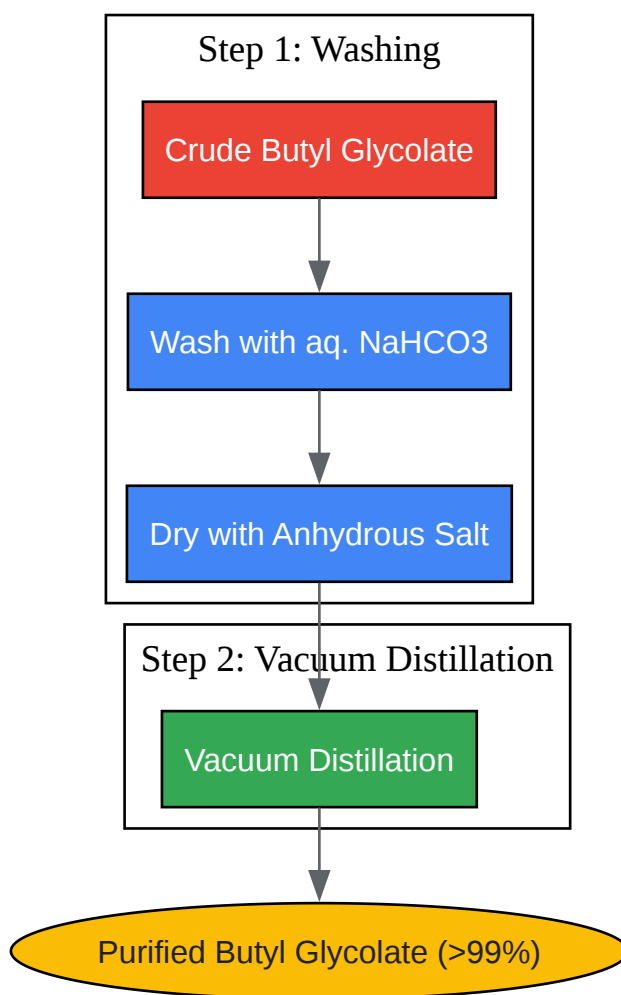 Step 1: Washing
Crude Butyl Glycolate
Wash with aq. NaHCO3
Dry with Anhydrous Salt
Step 2: Vacuum Distillation
Vacuum Distillation
Purified Butyl Glycolate (>99%)